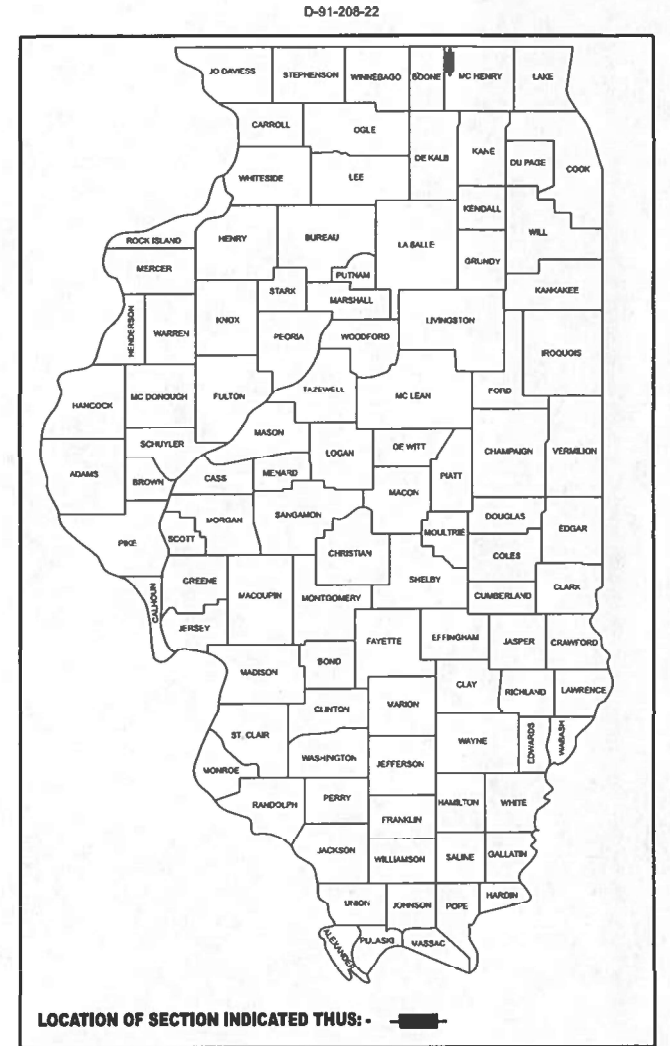 D-91-208-22
JO DAVIESS
STEPHENSON
WINNEBAGO
BOONE
MC HENRY
LAKE
CARROLL
OGLE
DE KALB
KANE
DU PAGE
COOK
WHITESIDE
LEE
KENDALL
WILL
ROCK ISLAND
HENRY
BUREAU
LA SALLE
GRUNDY
MERCER
PUTNAM
KANKAKEE
STARK
MARSHALL
HENDERSON
WARREN
KNOX
PEORIA
WOODFORD
LIVINGSTON
IROQUOIS
HANCOCK
MC DONOUGH
FULTON
TAZEWELL
MC LEAN
FORD
SCHUYLER
MASON
LOGAN
DE WITT
CHAMPAIGN
VERMILION
ADAMS
BROWN
CASS
MENARD
PIATT
MACON
PIKE
SCOTT
MORGAN
SANGAMON
CHRISTIAN
MOULTRIE
DOUGLAS
EDGAR
COLES
CALHOUN
GREENE
MACOUPIN
MONTGOMERY
SHELBY
CUMBERLAND
CLARK
JERSEY
FAYETTE
EFFINGHAM
JASPER
CRAWFORD
MADISON
BOND
CLAY
RICHLAND
LAWRENCE
CLINTON
MARION
ST. CLAIR
WAYNE
EDWARDS
WABASH
MONROE
WASHINGTON
JEFFERSON
RANDOLPH
PERRY
FRANKLIN
HAMILTON
WHITE
JACKSON
WILLIAMSON
SALINE
GALLATIN
UNION
JOHNSON
POPE
HARDIN
ALEXANDER
PULASKI
MASSAC
LOCATION OF SECTION INDICATED THUS: -